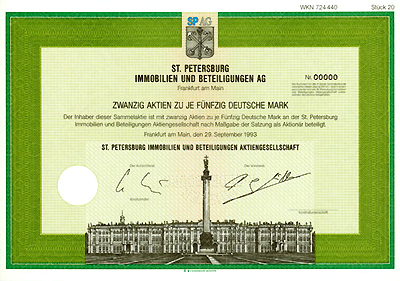 WKN 724 440 Stück 20
SP AG
ST. PETERSBURG
IMMOBILIEN UND BETEILIGUNGEN AG
Frankfurt am Main
Nr. 00000
ZWANZIG AKTIEN ZU JE FÜNFZIG DEUTSCHE MARK
Der Inhaber dieser Sammelaktie ist mit zwanzig Aktien zu je Fünfzig Deutsche Mark an der St. Petersburg
Immobilien und Beteiligungen Aktiengesellschaft nach Maßgabe der Satzung als Aktionär beteiligt.
Frankfurt am Main, den 29. September 1993
ST. PETERSBURG IMMOBILIEN UND BETEILIGUNGEN AKTIENGESELLSCHAFT